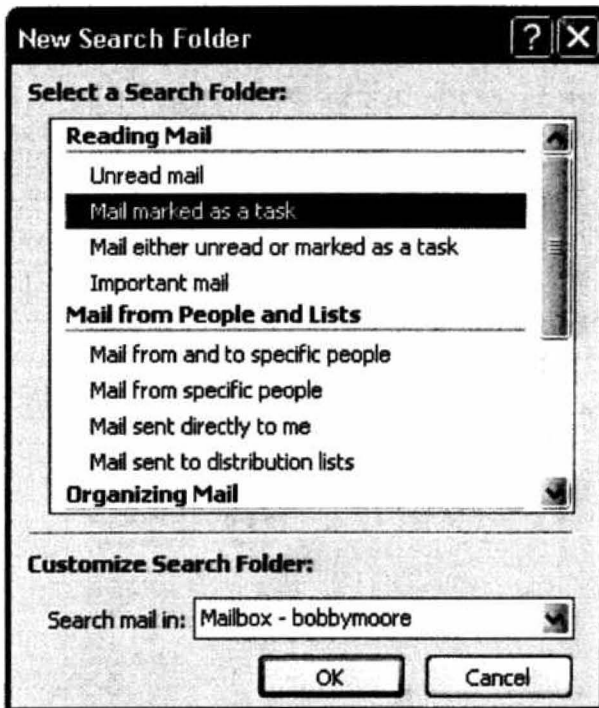 New Search Folder
Select a Search Folder:
Reading Mail
Unread mail
Mail marked as a task
Mail either unread or marked as a task
Important mail
Mail from People and Lists
Mail from and to specific people
Mail from specific people
Mail sent directly to me
Mail sent to distribution lists
Organizing Mail
Customize Search Folder:
Search mail in: Mailbox - bobbymoore
OK Cancel